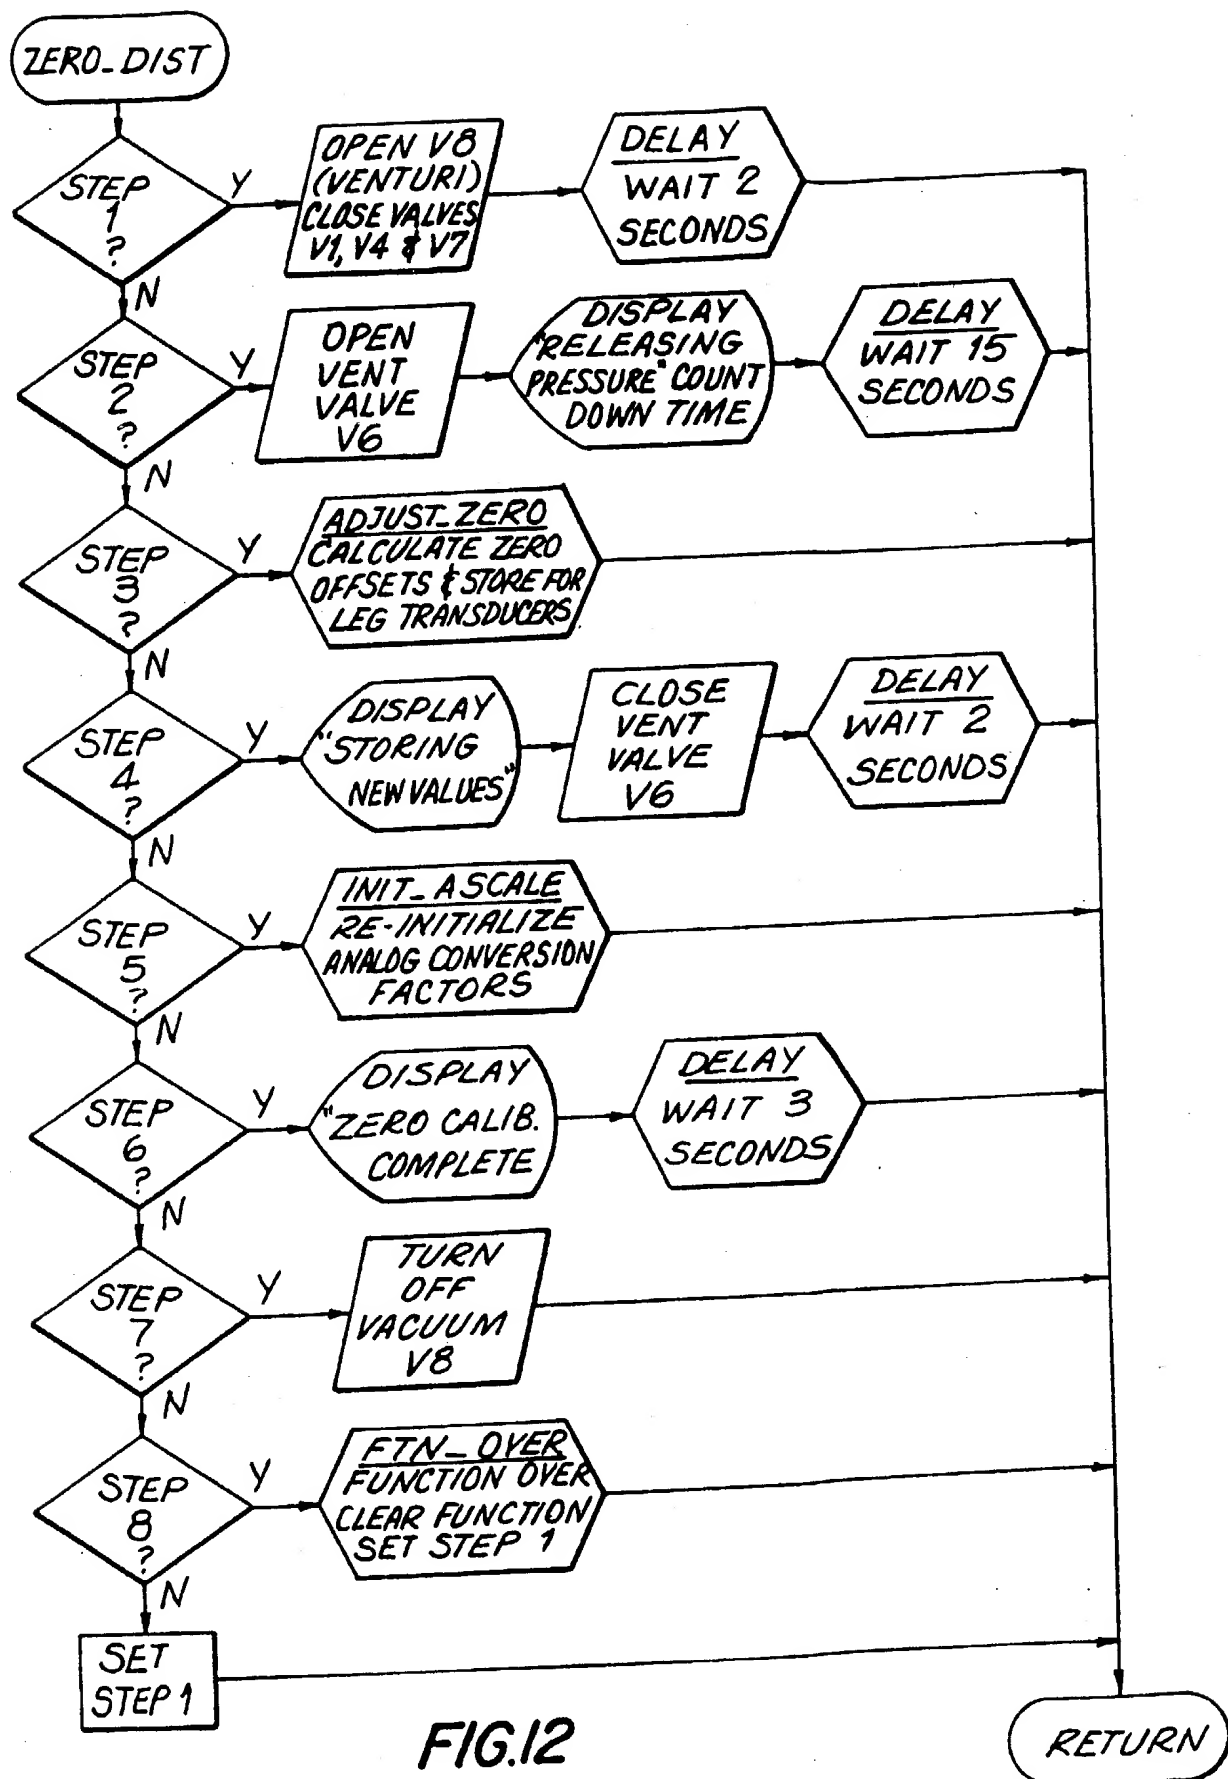 ZERO_DIST
STEP
1
?
Y
N
OPEN V8
(VENTURI)
CLOSE VALVES
V1, V4 & V7
DELAY
WAIT 2
SECONDS
STEP
2
?
Y
N
OPEN
VENT
VALVE
V6
DISPLAY
"RELEASING
PRESSURE" COUNT
DOWN TIME
DELAY
WAIT 15
SECONDS
STEP
3
?
Y
N
ADJUST_ZERO
CALCULATE ZERO
OFFSETS & STORE FOR
LEG TRANSDUCERS
STEP
4
?
Y
N
DISPLAY
"STORING
NEW VALUES"
CLOSE
VENT
VALVE
V6
DELAY
WAIT 2
SECONDS
STEP
5
?
Y
N
INIT_ASCALE
RE-INITIALIZE
ANALOG CONVERSION
FACTORS
STEP
6
?
Y
N
DISPLAY
"ZERO CALIB.
COMPLETE
DELAY
WAIT 3
SECONDS
STEP
7
?
Y
N
TURN
OFF
VACUUM
V8
STEP
8
?
Y
N
FTN_OVER
FUNCTION OVER
CLEAR FUNCTION
SET STEP 1
SET
STEP 1
RETURN
FIG.12